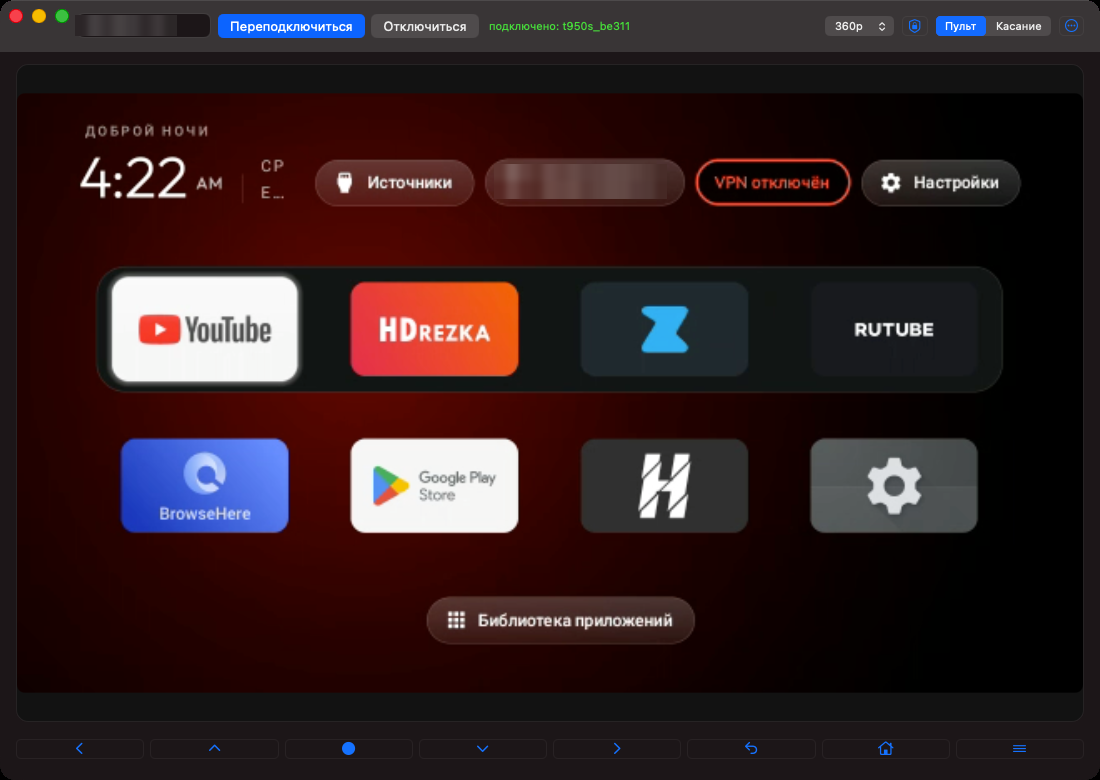 Переподключиться
Отключиться
подключено: t950s_be311
360p
Пульт
Касание
ДОБРОЙ НОЧИ
4:22 AM
СР
Е...
Источники
VPN отключён
Настройки
YouTube
HDREZKA
RUTUBE
BrowseHere
Google Play
Store
Библиотека приложений